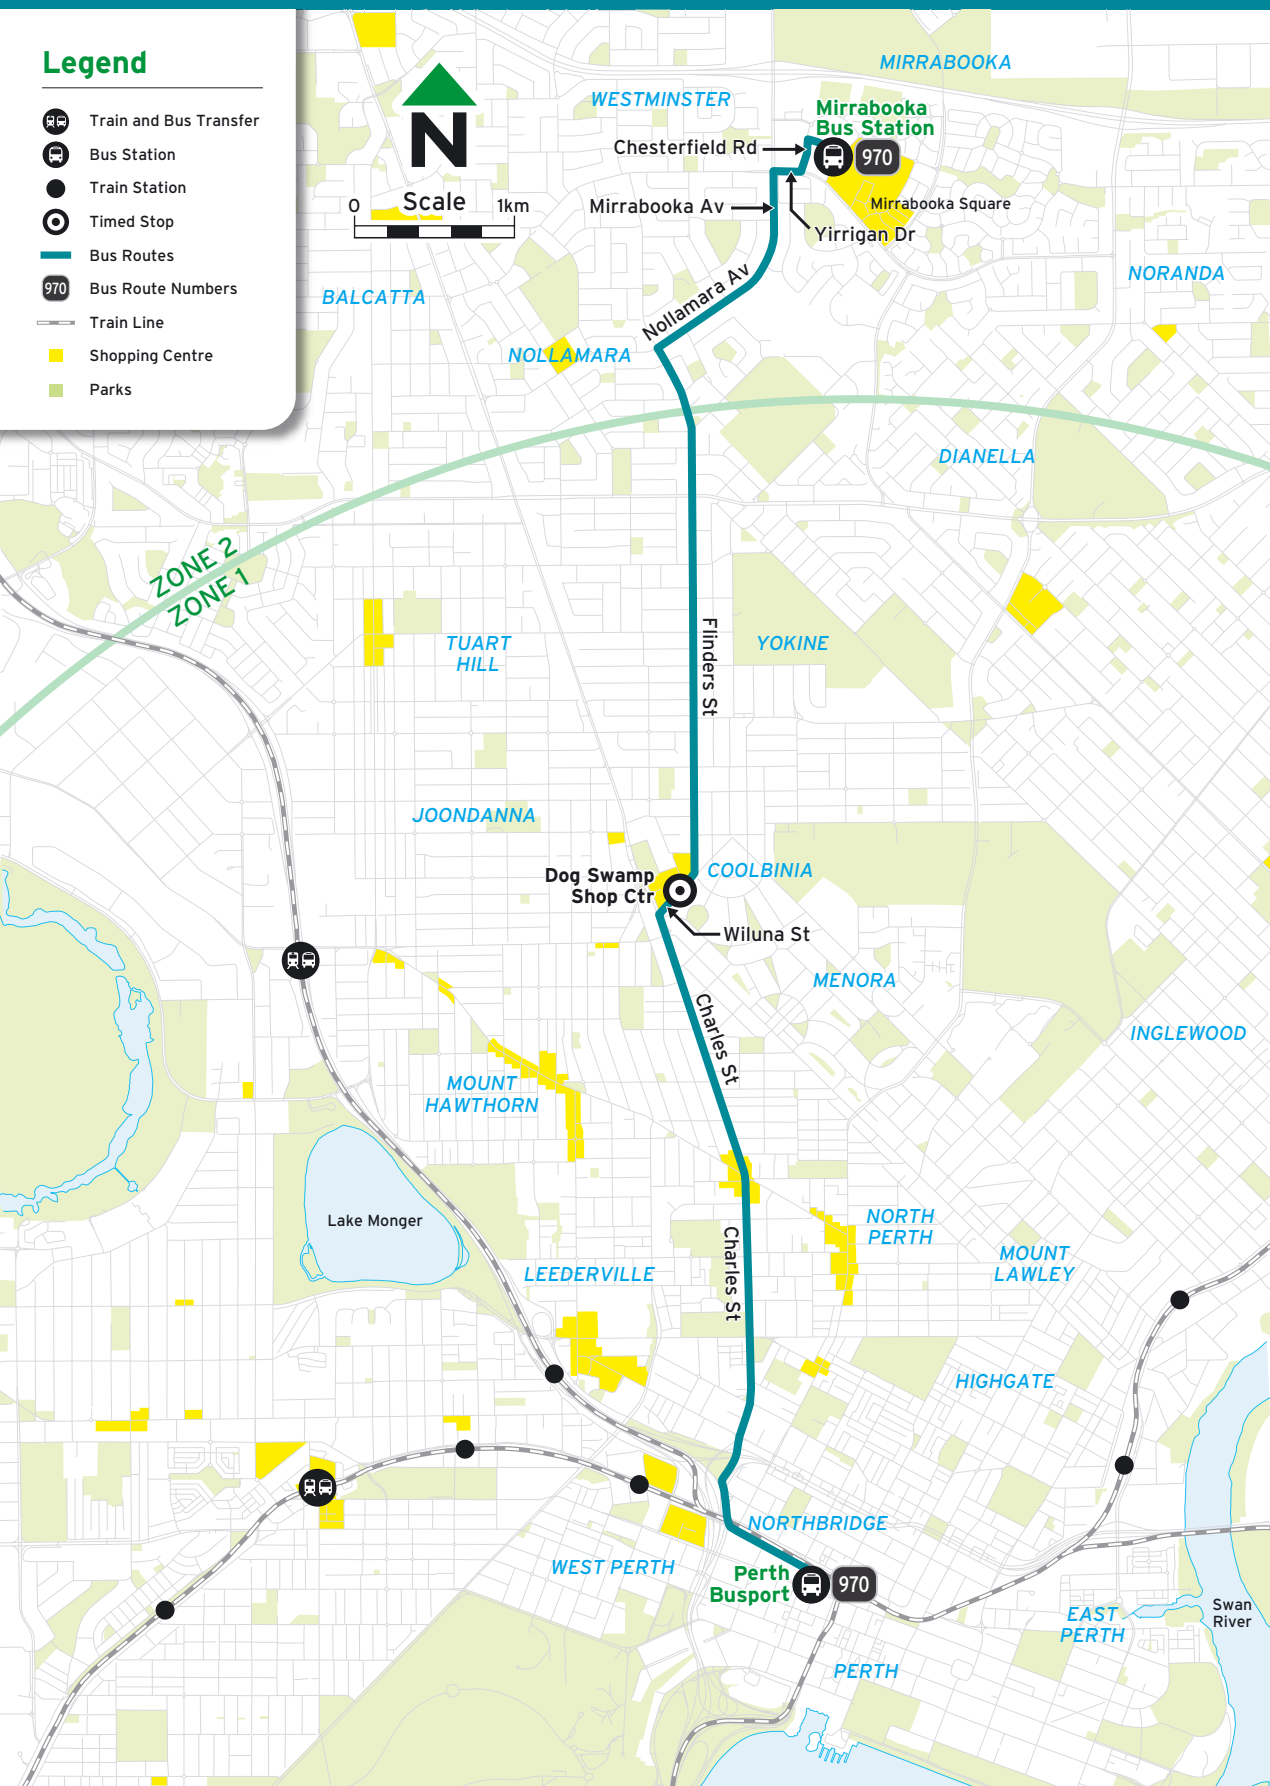 Legend
Train and Bus Transfer
Bus Station
Train Station
Timed Stop
Bus Routes
970
Bus Route Numbers
Train Line
Shopping Centre
Parks
N
Scale
0
1km
MIRRABOOKA
WESTMINSTER
Mirrabooka
Bus Station
970
Chesterfield Rd
Mirrabooka Av
Mirrabooka Square
Yirrigan Dr
NORANDA
BALCATTA
Nollamara Av
NOLLAMARA
DIANELLA
ZONE 2
ZONE 1
Flinders St
TUART
HILL
YOKINE
JOONDANNA
Dog Swamp
Shop Ctr
COOLBINIA
Wiluna St
MENORA
Charles St
INGLEWOOD
MOUNT
HAWTHORN
Lake Monger
NORTH
PERTH
Charles St
MOUNT
LAWLEY
LEEDERVILLE
HIGHGATE
NORTHBRIDGE
WEST PERTH
Perth
Busport
970
EAST
PERTH
Swan
River
PERTH